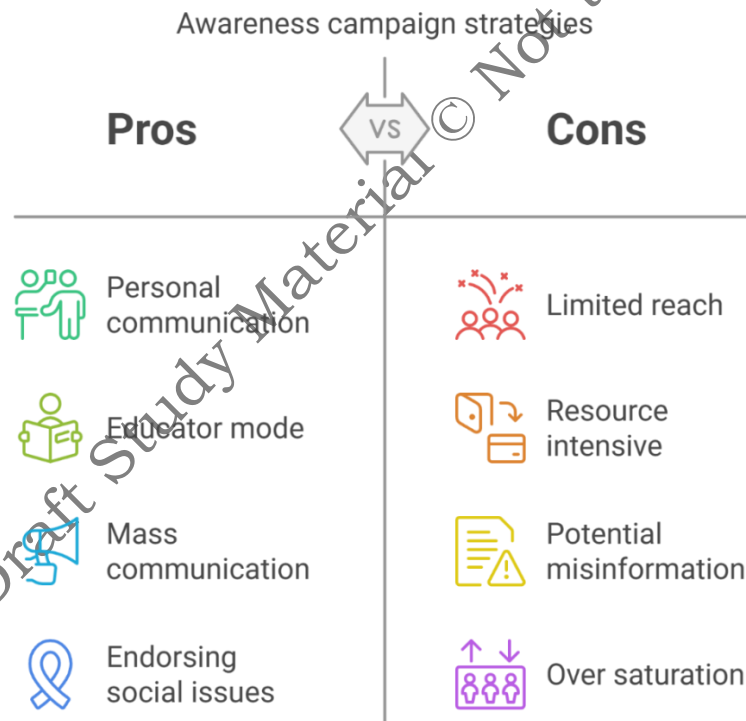 Awareness campaign strategies
Pros
VS
Cons
Personal
communication
Limited reach
Educator mode
Resource
intensive
Mass
communication
Potential
misinformation
Endorsing
social issues
Over saturation
Draft Study Material © Not